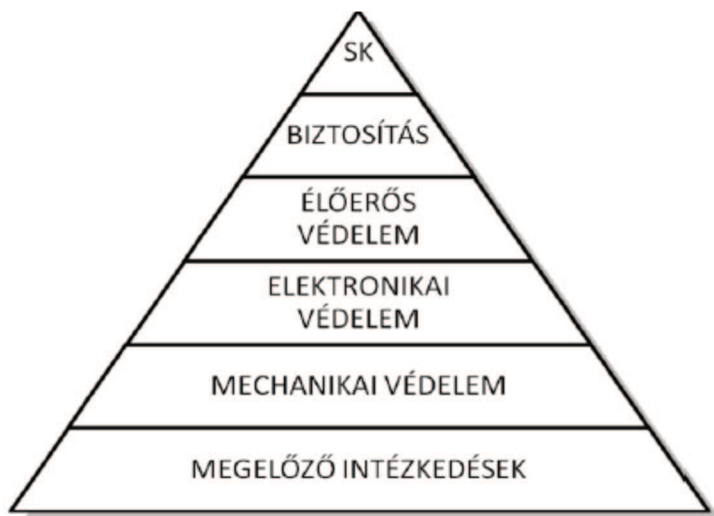 SK
BIZTOSÍTÁS
ÉLŐERŐS
VÉDELEM
ELEKTRONIKAI
VÉDELEM
MECHANIKAI VÉDELEM
MEGELŐZŐ INTÉZKEDÉSEK